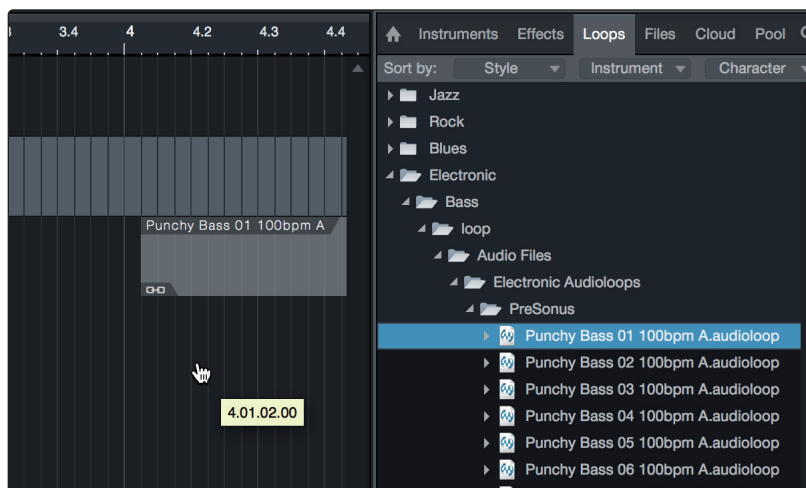 3.4 4 4.2 4.3 4.4
Punchy Bass 01 100bpm A
4.01.02.00
Instruments Effects Loops Files Cloud Pool
Sort by: Style Instrument Character
Jazz
Rock
Blues
Electronic
Bass
loop
Audio Files
Electronic Audioloops
PreSonus
Punchy Bass 01 100bpm A.audioloop
Punchy Bass 02 100bpm A.audioloop
Punchy Bass 03 100bpm A.audioloop
Punchy Bass 04 100bpm A.audioloop
Punchy Bass 05 100bpm A.audioloop
Punchy Bass 06 100bpm A.audioloop